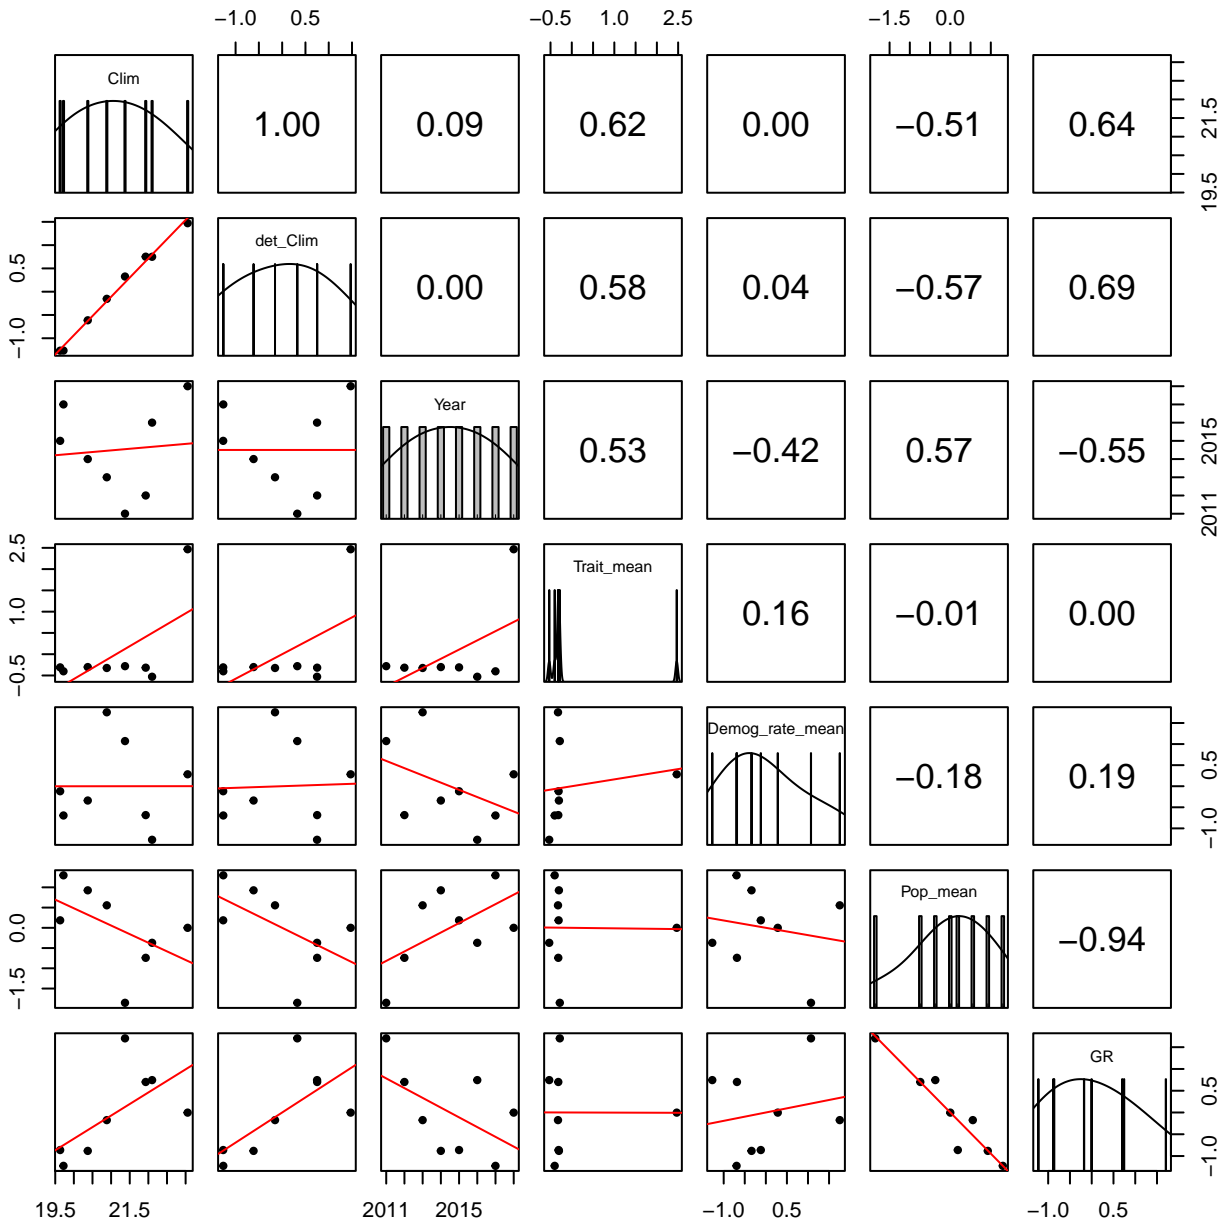 −1.0 0.5 −0.5 1.0 2.5 −1.5 0.0
Clim 1.00 0.09 0.62 0.00 −0.51 0.64 19.5 21.5
−1.0 0.5 det_Clim 0.00 0.58 0.04 −0.57 0.69
Year 0.53 −0.42 0.57 −0.55 2011 2015
−0.5 1.0 2.5 Trait_mean 0.16 −0.01 0.00
Demog_rate_mean −0.18 0.19 −1.0 0.5
−1.5 0.0 Pop_mean −0.94
GR −1.0 0.5
19.5 21.5 2011 2015 −1.0 0.5 −1.0 0.5